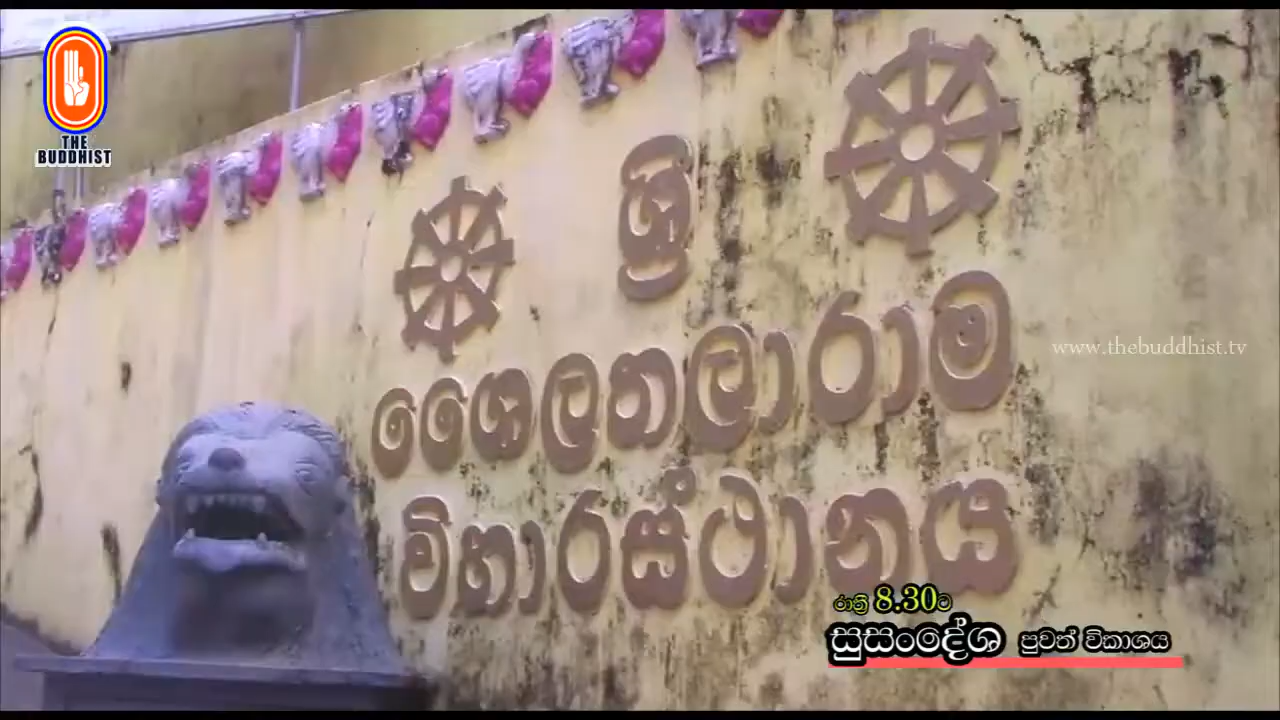 THE
BUDDHIST
ශ්‍රී
ශෛලතලාරාම
විහාරස්ථානය
www.thebuddhist.tv
රාත්‍රී 8.30ට
සුසංදේශ පුවත් විකාශය